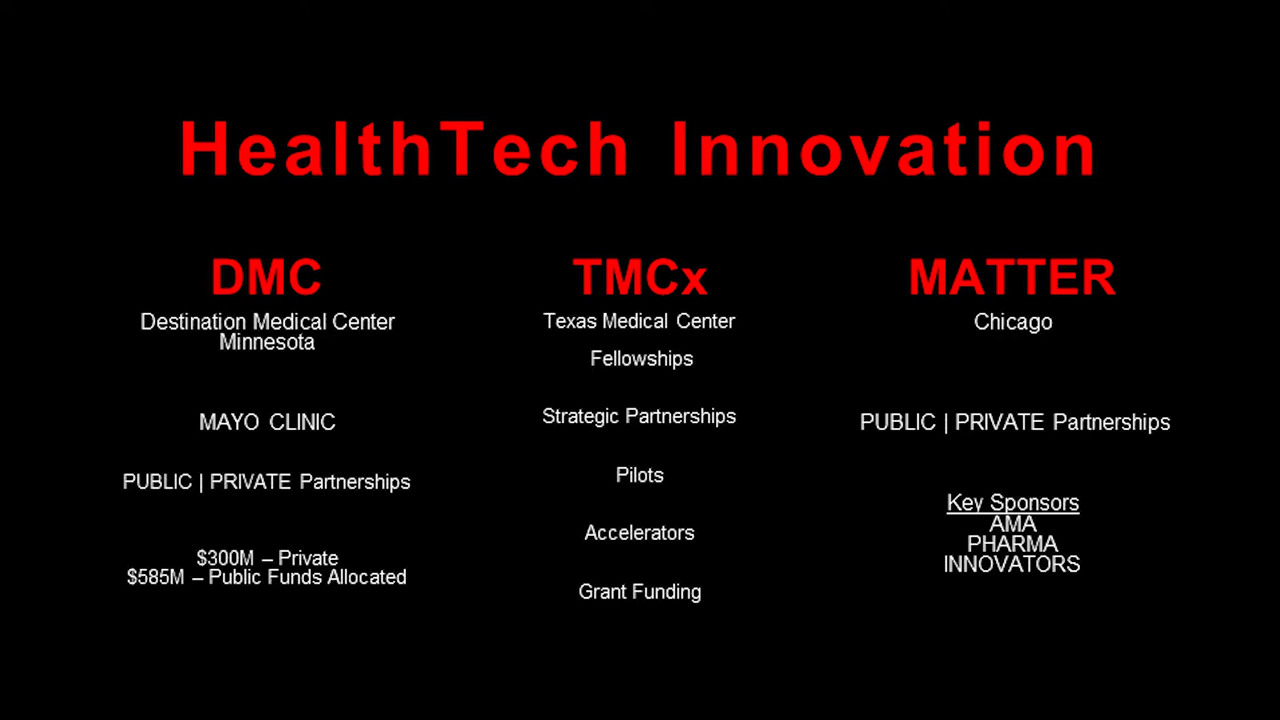 HealthTech Innovation
DMC
Destination Medical Center
Minnesota
MAYO CLINIC
PUBLIC | PRIVATE Partnerships
$300M – Private
$585M – Public Funds Allocated
TMCx
Texas Medical Center
Fellowships
Strategic Partnerships
Pilots
Accelerators
Grant Funding
MATTER
Chicago
PUBLIC | PRIVATE Partnerships
Key Sponsors
AMA
PHARMA
INNOVATORS